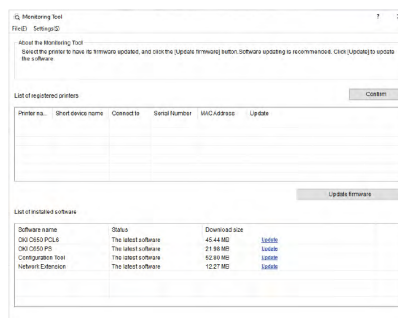 Monitoring Tool
?
File(F) Settings(S)
About the Monitoring Tool
Select the printer to have its firmware updated, and click the [Update firmware] button. Software updating is recommended. Click [Update] to update
the software
List of registered printers
Confirm
Printer na... Short device name Connect to Serial Number MAC Address Update
Update firmware
List of installed software
Software name Status Download size
OKI C650 PCL6 The latest software 45.44 MB Update
OKI C650 PS The latest software 21.98 MB Update
Configuration Tool The latest software MB Update
Network Extension The latest software 12.27 MB Update